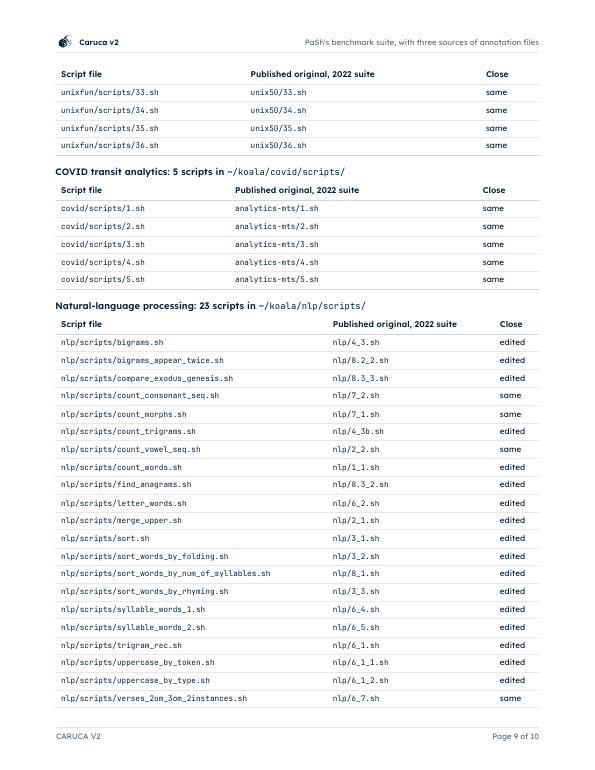 Caruca v2 PaSh's benchmark suite, with three sources of annotation files
Script file Published original, 2022 suite Close
unixfun/scripts/33.sh unix50/33.sh same
unixfun/scripts/34.sh unix50/34.sh same
unixfun/scripts/35.sh unix50/35.sh same
unixfun/scripts/36.sh unix50/36.sh same
COVID transit analytics: 5 scripts in ~/koala/covid/scripts/
Script file Published original, 2022 suite Close
covid/scripts/1.sh analytics-mts/1.sh same
covid/scripts/2.sh analytics-mts/2.sh same
covid/scripts/3.sh analytics-mts/3.sh same
covid/scripts/4.sh analytics-mts/4.sh same
covid/scripts/5.sh analytics-mts/5.sh same
Natural-language processing: 23 scripts in ~/koala/nlp/scripts/
Script file Published original, 2022 suite Close
nlp/scripts/bigrams.sh nlp/4_3.sh edited
nlp/scripts/bigrams_appear_twice.sh nlp/8.2_2.sh edited
nlp/scripts/compare_exodus_genesis.sh nlp/8.3_3.sh edited
nlp/scripts/count_consonant_seq.sh nlp/7_2.sh same
nlp/scripts/count_morphs.sh nlp/7_1.sh same
nlp/scripts/count_trigrams.sh nlp/4_3b.sh edited
nlp/scripts/count_vowel_seq.sh nlp/2_2.sh same
nlp/scripts/count_words.sh nlp/1_1.sh edited
nlp/scripts/find_anagrams.sh nlp/8.3_2.sh edited
nlp/scripts/letter_words.sh nlp/6_2.sh edited
nlp/scripts/merge_upper.sh nlp/2_1.sh edited
nlp/scripts/sort.sh nlp/3_1.sh edited
nlp/scripts/sort_words_by_folding.sh nlp/3_2.sh edited
nlp/scripts/sort_words_by_num_of_syllables.sh nlp/8_1.sh edited
nlp/scripts/sort_words_by_rhyming.sh nlp/3_3.sh edited
nlp/scripts/syllable_words_1.sh nlp/6_4.sh edited
nlp/scripts/syllable_words_2.sh nlp/6_5.sh edited
nlp/scripts/trigram_rec.sh nlp/6_1.sh edited
nlp/scripts/uppercase_by_token.sh nlp/6_1_1.sh edited
nlp/scripts/uppercase_by_type.sh nlp/6_1_2.sh edited
nlp/scripts/verses_2om_3om_2instances.sh nlp/6_7.sh same
CARUCA V2 Page 9 of 10